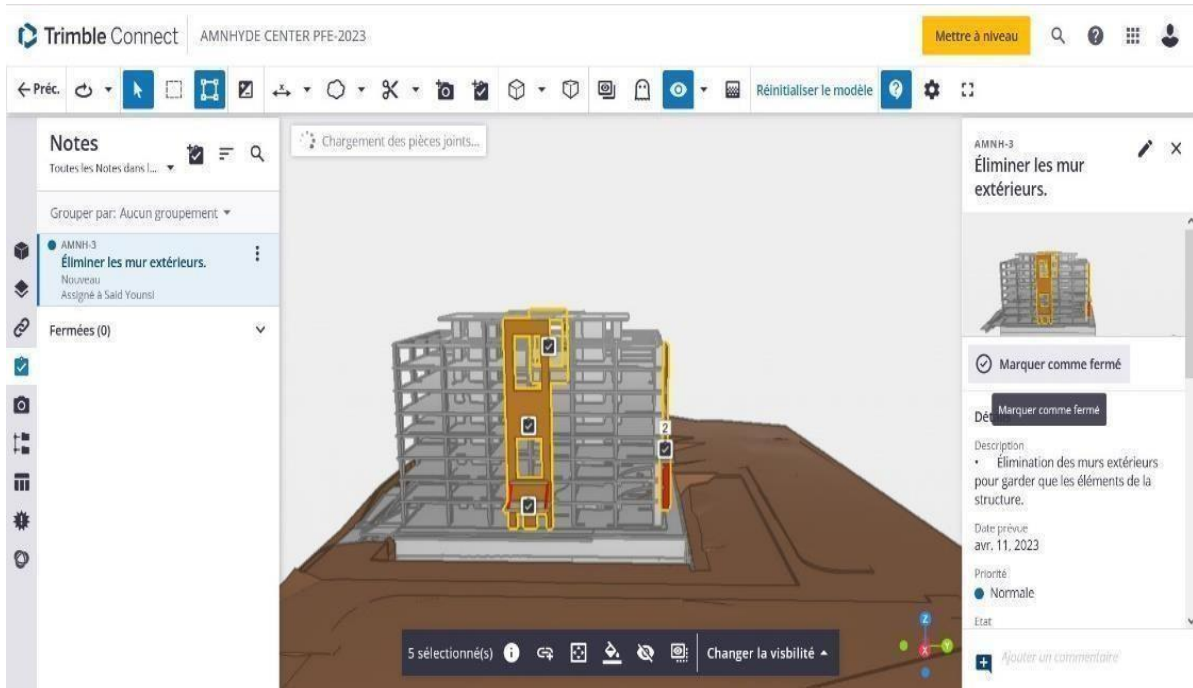 Trimble Connect
AMNHYDE CENTER PFE-2023
Mettre à niveau
Préc.
Réinitialiser le modèle
Notes
Toutes les Notes dans l...
Grouper par: Aucun groupement
AMNH-3
Éliminer les mur extérieurs.
Nouveau
Assigné à Said Younsi
Fermées (0)
Chargement des pièces joints...
2
5 sélectionné(s)
Changer la visbilité
Z
X
Y
AMNH-3
Éliminer les mur
extérieurs.
Marquer comme fermé
Marquer comme fermé
Description
• Élimination des murs extérieurs
pour garder que les éléments de la
structure.
Date prévue
avr. 11, 2023
Priorité
Normale
Etat
Ajouter un commentaire